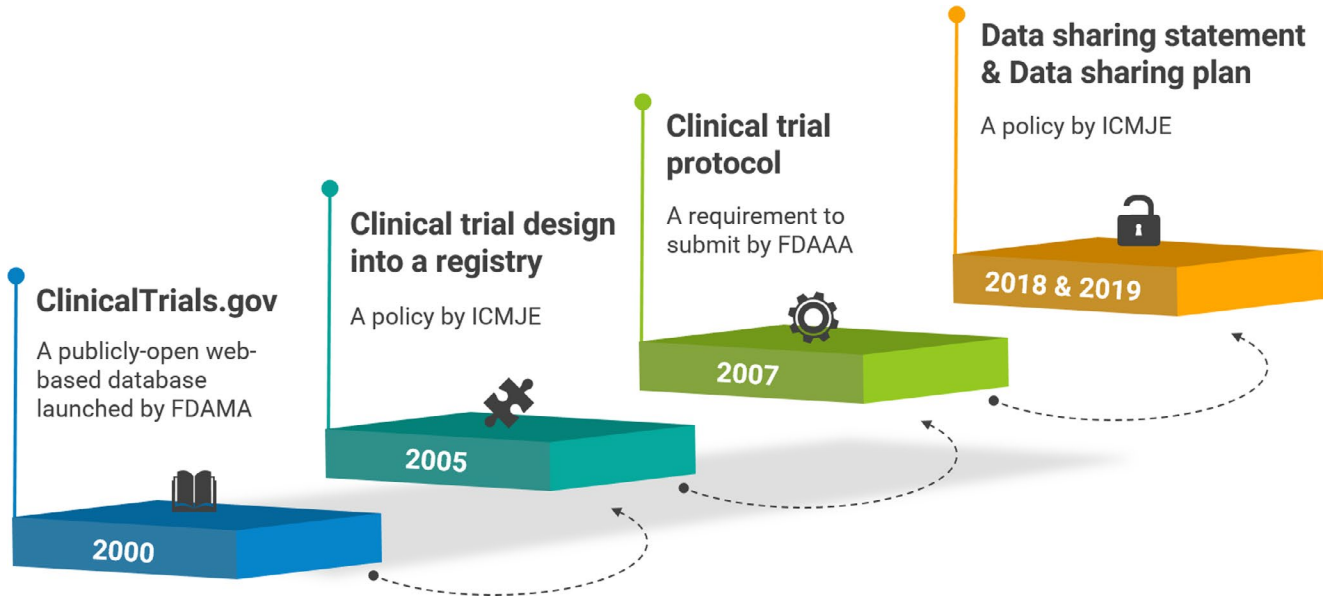 ClinicalTrials.gov
A publicly-open web-
based database
launched by FDAMA
2000
Clinical trial design
into a registry
A policy by ICMJE
2005
Clinical trial
protocol
A requirement to
submit by FDAAA
2007
Data sharing statement
& Data sharing plan
A policy by ICMJE
2018 & 2019